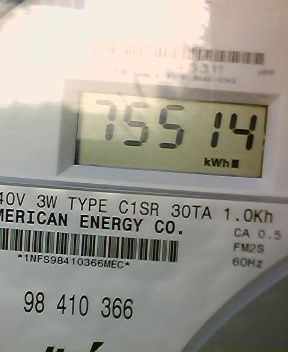 75514
kWh
40V 3W TYPE C1SR 30TA 1.0Kh
MERICAN ENERGY CO.
CA 0.5
FM2S
*1NFS98410366MEC*
60Hz
98 410 366